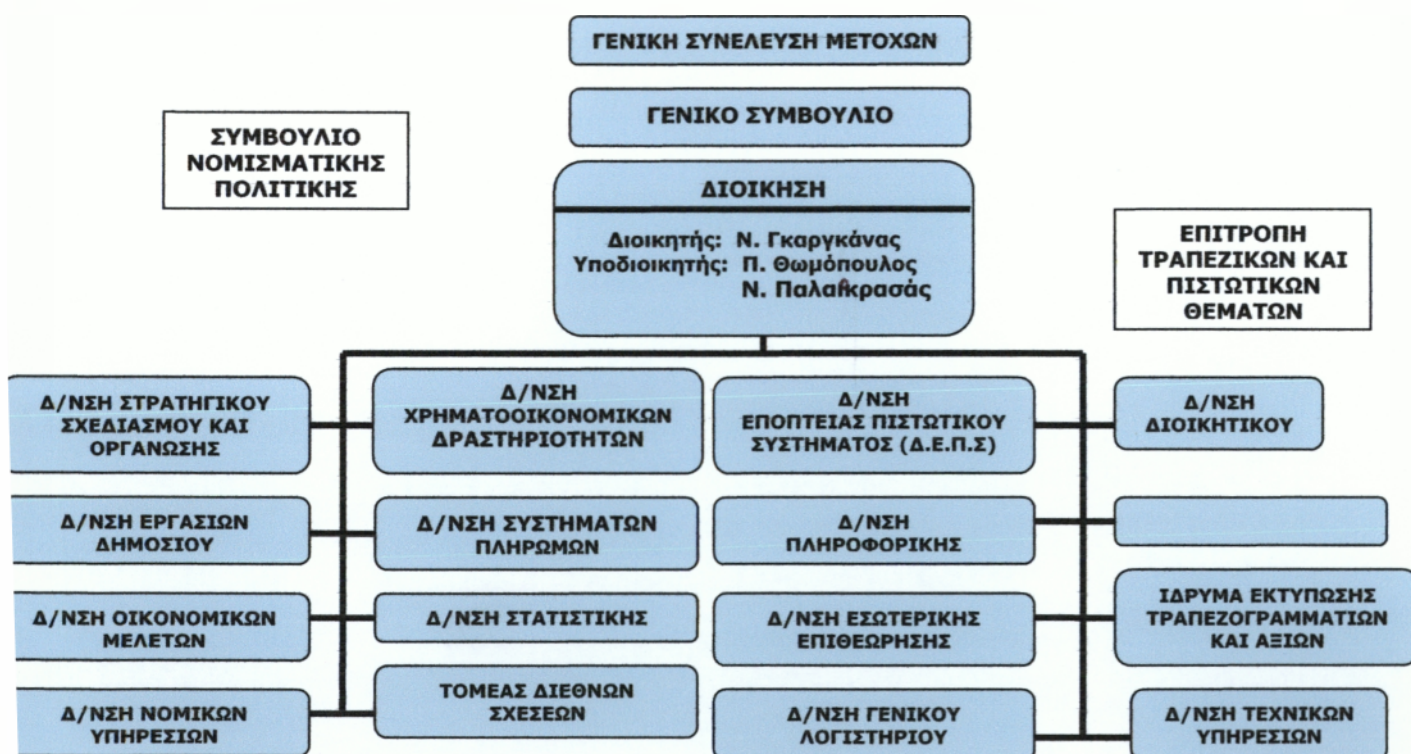 ΓΕΝΙΚΗ ΣΥΝΕΛΕΥΣΗ ΜΕΤΟΧΩΝ
ΓΕΝΙΚΟ ΣΥΜΒΟΥΛΙΟ
ΣΥΜΒΟΥΛΙΟ
ΝΟΜΙΣΜΑΤΙΚΗΣ
ΠΟΛΙΤΙΚΗΣ
ΔΙΟΙΚΗΣΗ
Διοικητής: Ν. Γκαργκάνας
Υποδιοικητής: Π. Θωμόπουλος
Ν. Παλαικρασάς
ΕΠΙΤΡΟΠΗ
ΤΡΑΠΕΖΙΚΩΝ ΚΑΙ
ΠΙΣΤΩΤΙΚΩΝ
ΘΕΜΑΤΩΝ
Δ/ΝΣΗ ΣΤΡΑΤΗΓΙΚΟΥ
ΣΧΕΔΙΑΣΜΟΥ ΚΑΙ
ΟΡΓΑΝΩΣΗΣ
Δ/ΝΣΗ
ΧΡΗΜΑΤΟΟΙΚΟΝΟΜΙΚΩΝ
ΔΡΑΣΤΗΡΙΟΤΗΤΩΝ
Δ/ΝΣΗ
ΕΠΟΠΤΕΙΑΣ ΠΙΣΤΩΤΙΚΟΥ
ΣΥΣΤΗΜΑΤΟΣ (Δ.Ε.Π.Σ)
Δ/ΝΣΗ
ΔΙΟΙΚΗΤΙΚΟΥ
Δ/ΝΣΗ ΕΡΓΑΣΙΩΝ
ΔΗΜΟΣΙΟΥ
Δ/ΝΣΗ ΣΥΣΤΗΜΑΤΩΝ
ΠΛΗΡΩΜΩΝ
Δ/ΝΣΗ
ΠΛΗΡΟΦΟΡΙΚΗΣ
Δ/ΝΣΗ ΟΙΚΟΝΟΜΙΚΩΝ
ΜΕΛΕΤΩΝ
Δ/ΝΣΗ ΣΤΑΤΙΣΤΙΚΗΣ
Δ/ΝΣΗ ΕΣΩΤΕΡΙΚΗΣ
ΕΠΙΘΕΩΡΗΣΗΣ
ΙΔΡΥΜΑ ΕΚΤΥΠΩΣΗΣ
ΤΡΑΠΕΖΟΓΡΑΜΜΑΤΙΩΝ
ΚΑΙ ΑΞΙΩΝ
Δ/ΝΣΗ ΝΟΜΙΚΩΝ
ΥΠΗΡΕΣΙΩΝ
ΤΟΜΕΑΣ ΔΙΕΘΝΩΝ
ΣΧΕΣΕΩΝ
Δ/ΝΣΗ ΓΕΝΙΚΟΥ
ΛΟΓΙΣΤΗΡΙΟΥ
Δ/ΝΣΗ ΤΕΧΝΙΚΩΝ
ΥΠΗΡΕΣΙΩΝ